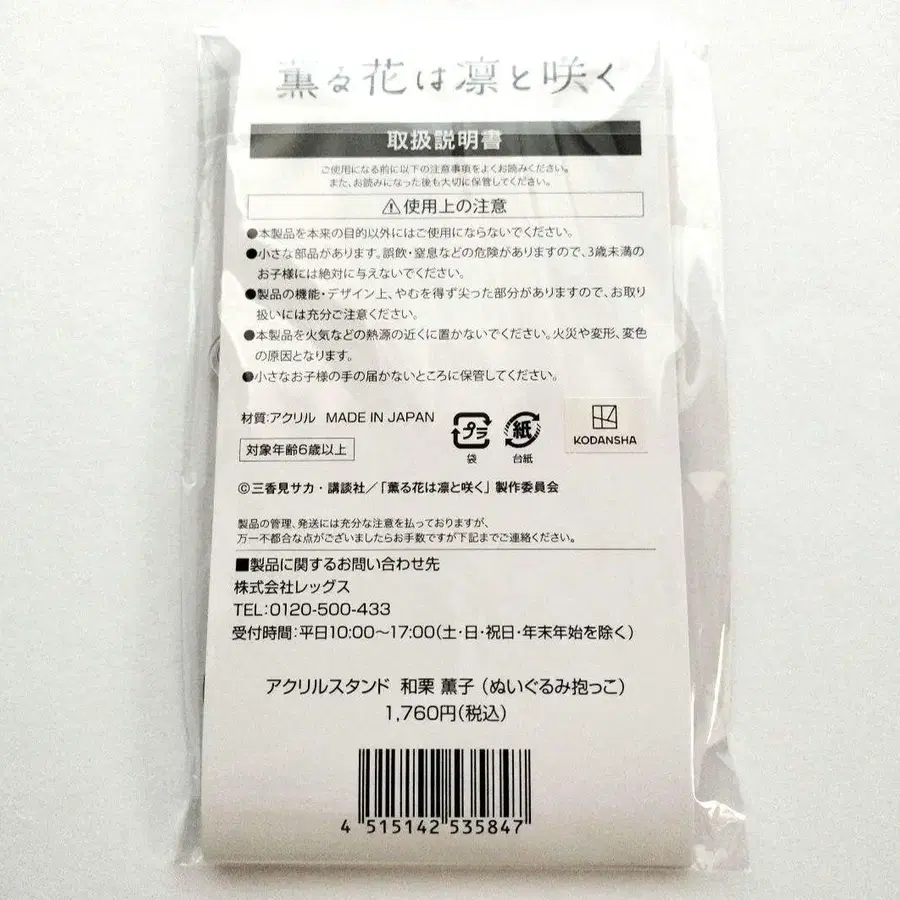 薫る花は凛と咲く
取扱説明書
ご使用になる前に以下の注意事項をよくお読みください。
また、お読みになった後も大切に保管してください。
⚠使用上の注意
●本製品を本来の目的以外にはご使用にならないでください。
●小さな部品があります。誤飲・窒息などの危険がありますので、3歳未満の
お子様には絶対に与えないでください。
●製品の機能・デザイン上、やむを得ず尖った部分がありますので、お取り
扱いには充分ご注意ください。
●本製品を火気などの熱源の近くに置かないでください。火災や変形、変色
の原因となります。
●小さなお子様の手の届かないところに保管してください。
材質:アクリル MADE IN JAPAN
対象年齢6歳以上
プラ
袋
紙
台紙
KODANSHA
©三香見サカ・講談社／「薫る花は凛と咲く」製作委員会
製品の管理、発送には充分な注意を払っておりますが、
万一不都合な点がございましたらお手数ですが下記までご連絡ください。
■製品に関するお問い合わせ先
株式会社レッグス
TEL:0120-500-433
受付時間:平日10:00〜17:00(土・日・祝日・年末年始を除く)
アクリルスタンド 和栗 薫子（ぬいぐるみ抱っこ）
1,760円(税込)
4 515142 535847